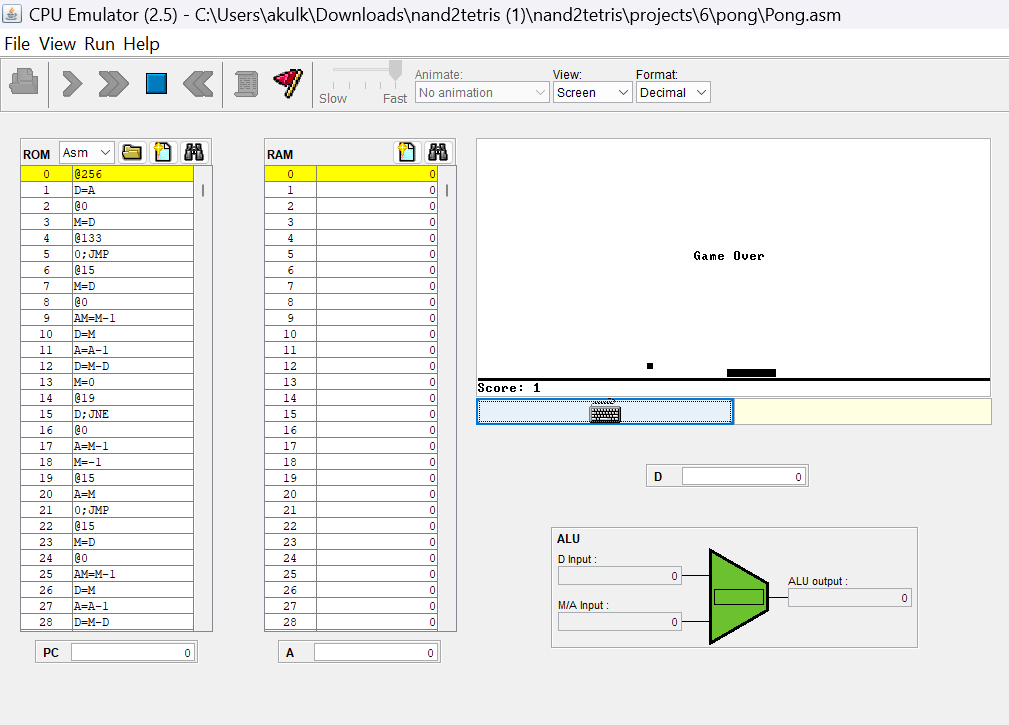 CPU Emulator (2.5) - C:\Users\akulk\Downloads\nand2tetris (1)\nand2tetris\projects\6\pong\Pong.asm
File View Run Help
Slow Fast
Animate:
No animation
View:
Screen
Format:
Decimal
ROM Asm
0 @256
1 D=A
2 @0
3 M=D
4 @133
5 0;JMP
6 @15
7 M=D
8 @0
9 AM=M-1
10 D=M
11 A=A-1
12 D=M-D
13 M=0
14 @19
15 D;JNE
16 @0
17 A=M-1
18 M=-1
19 @15
20 A=M
21 0;JMP
22 @15
23 M=D
24 @0
25 AM=M-1
26 D=M
27 A=A-1
28 D=M-D
PC 0
RAM
0 0
1 0
2 0
3 0
4 0
5 0
6 0
7 0
8 0
9 0
10 0
11 0
12 0
13 0
14 0
15 0
16 0
17 0
18 0
19 0
20 0
21 0
22 0
23 0
24 0
25 0
26 0
27 0
28 0
A 0
Game Over
Score: 1
D 0
ALU
D Input :
0
M/A Input :
0
ALU output :
0